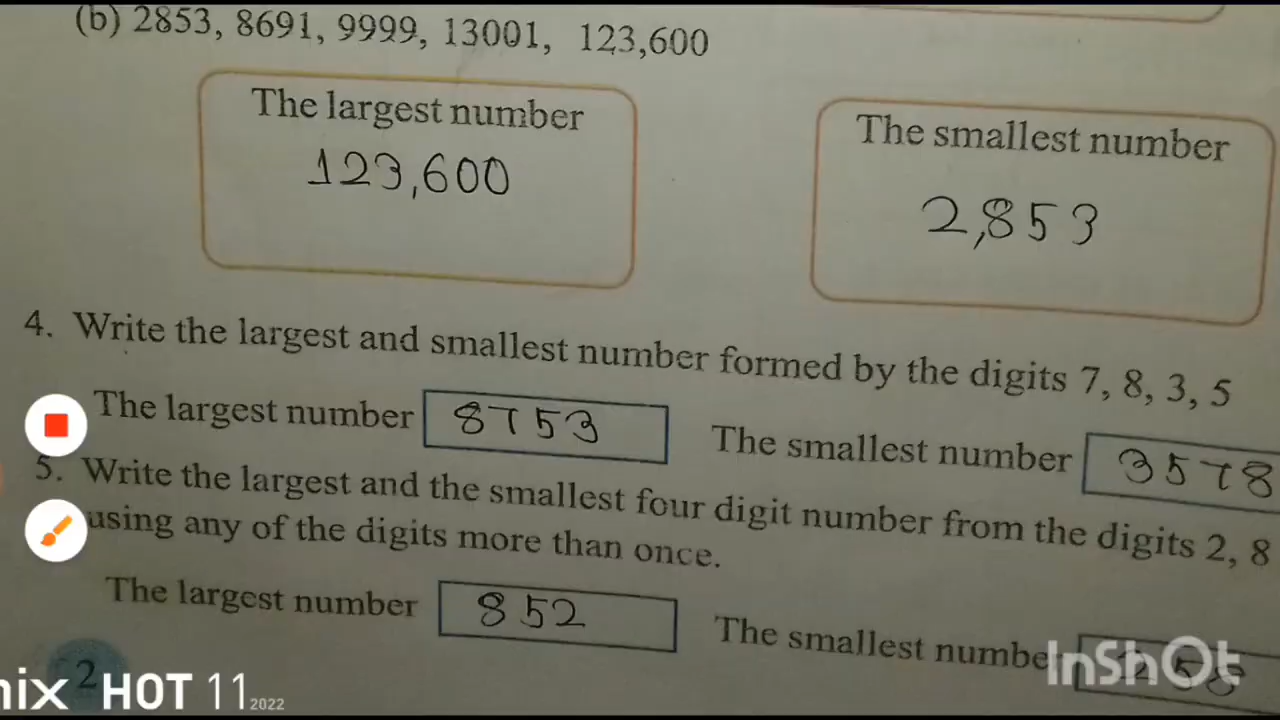 (b) 2853, 8691, 9999, 13001, 123,600
The largest number
123,600
The smallest number
2,853
4. Write the largest and smallest number formed by the digits 7, 8, 3, 5
The largest number 8753 The smallest number 3578
5. Write the largest and the smallest four digit number from the digits 2, 8
using any of the digits more than once.
The largest number 852 The smallest numbe 258
InShOt
2
nix HOT 11 2022